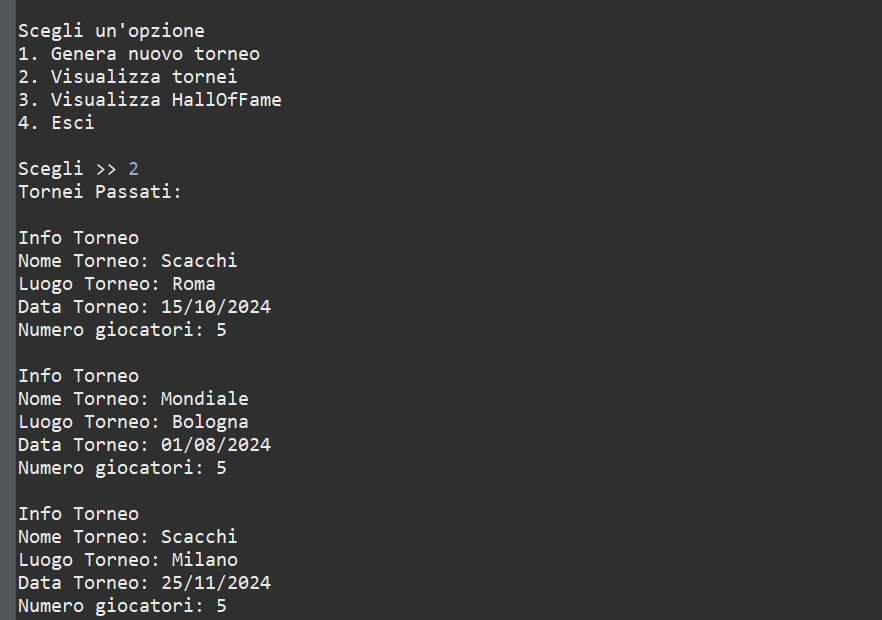 Scegli un'opzione
1. Genera nuovo torneo
2. Visualizza tornei
3. Visualizza HallOfFame
4. Esci
Scegli >> 2
Tornei Passati:
Info Torneo
Nome Torneo: Scacchi
Luogo Torneo: Roma
Data Torneo: 15/10/2024
Numero giocatori: 5
Info Torneo
Nome Torneo: Mondiale
Luogo Torneo: Bologna
Data Torneo: 01/08/2024
Numero giocatori: 5
Info Torneo
Nome Torneo: Scacchi
Luogo Torneo: Milano
Data Torneo: 25/11/2024
Numero giocatori: 5